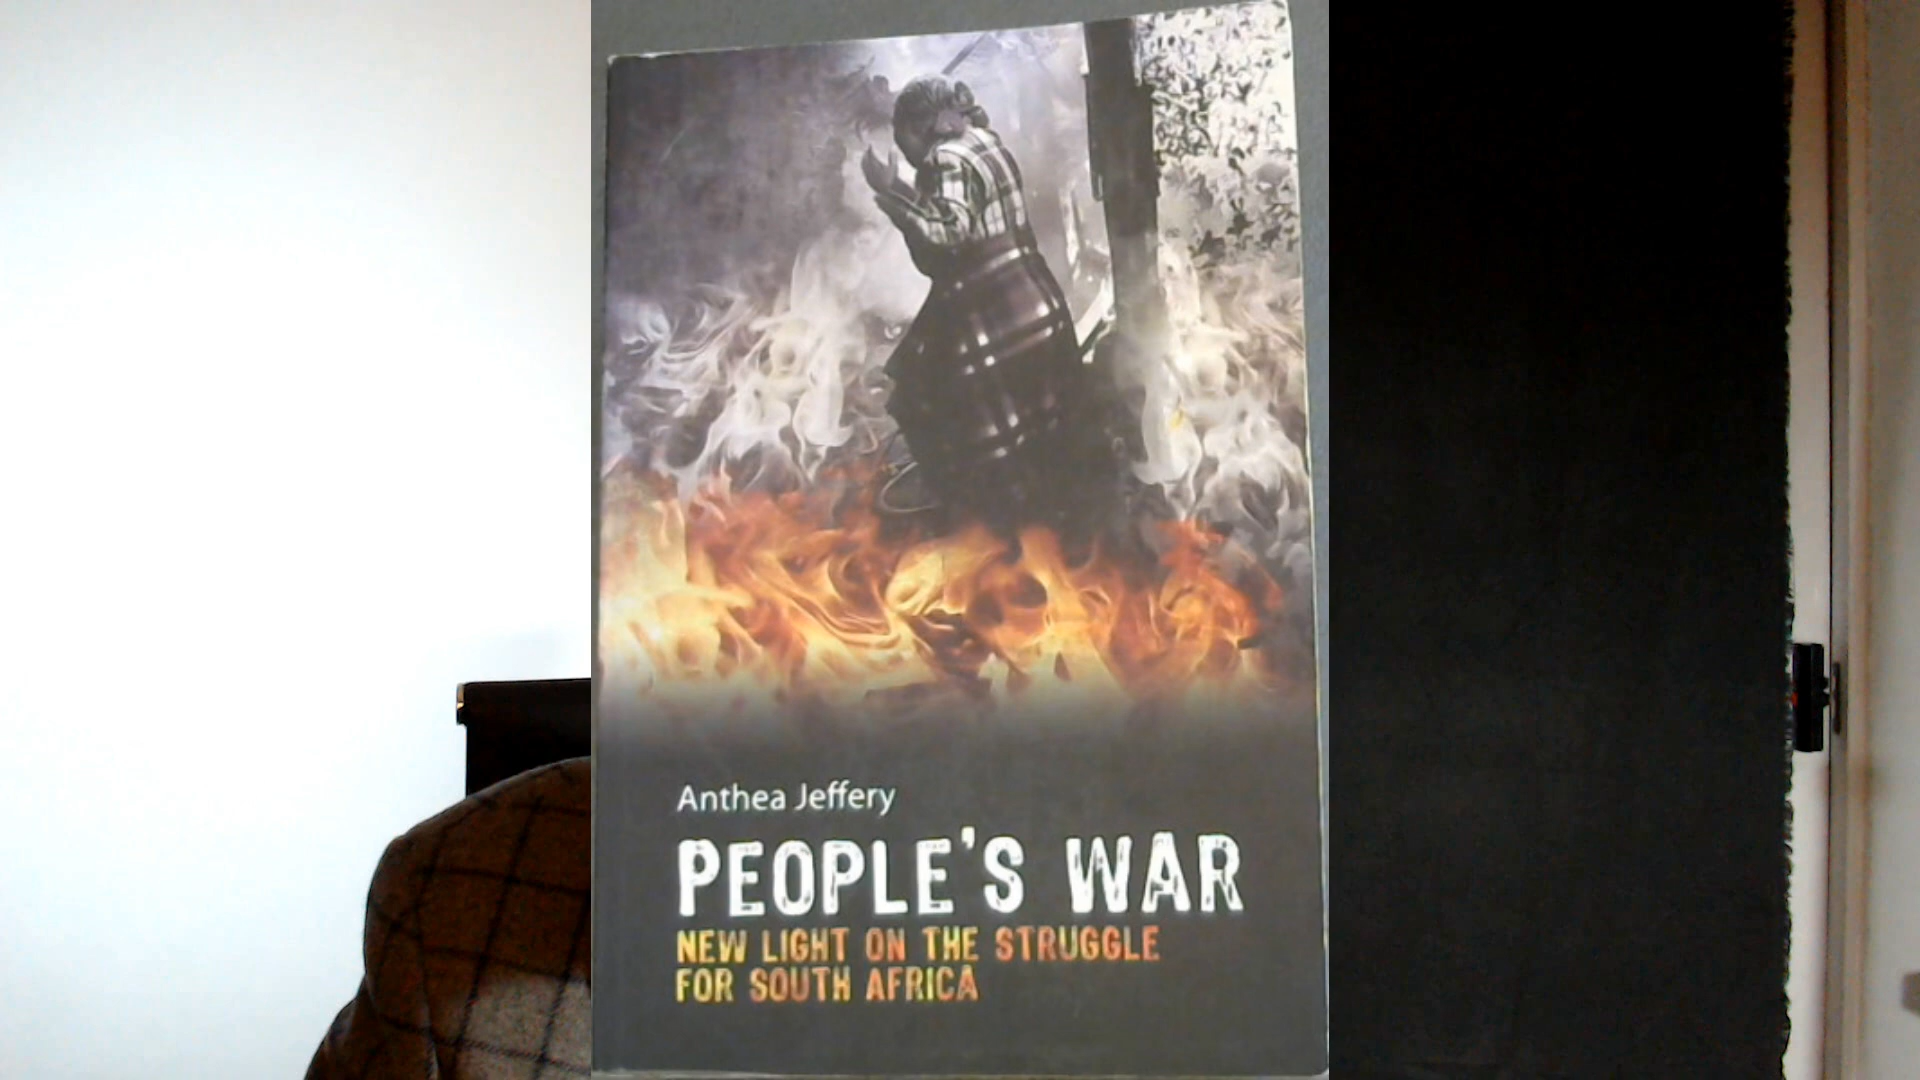 Anthea Jeffery
PEOPLE'S WAR
NEW LIGHT ON THE STRUGGLE
FOR SOUTH AFRICA